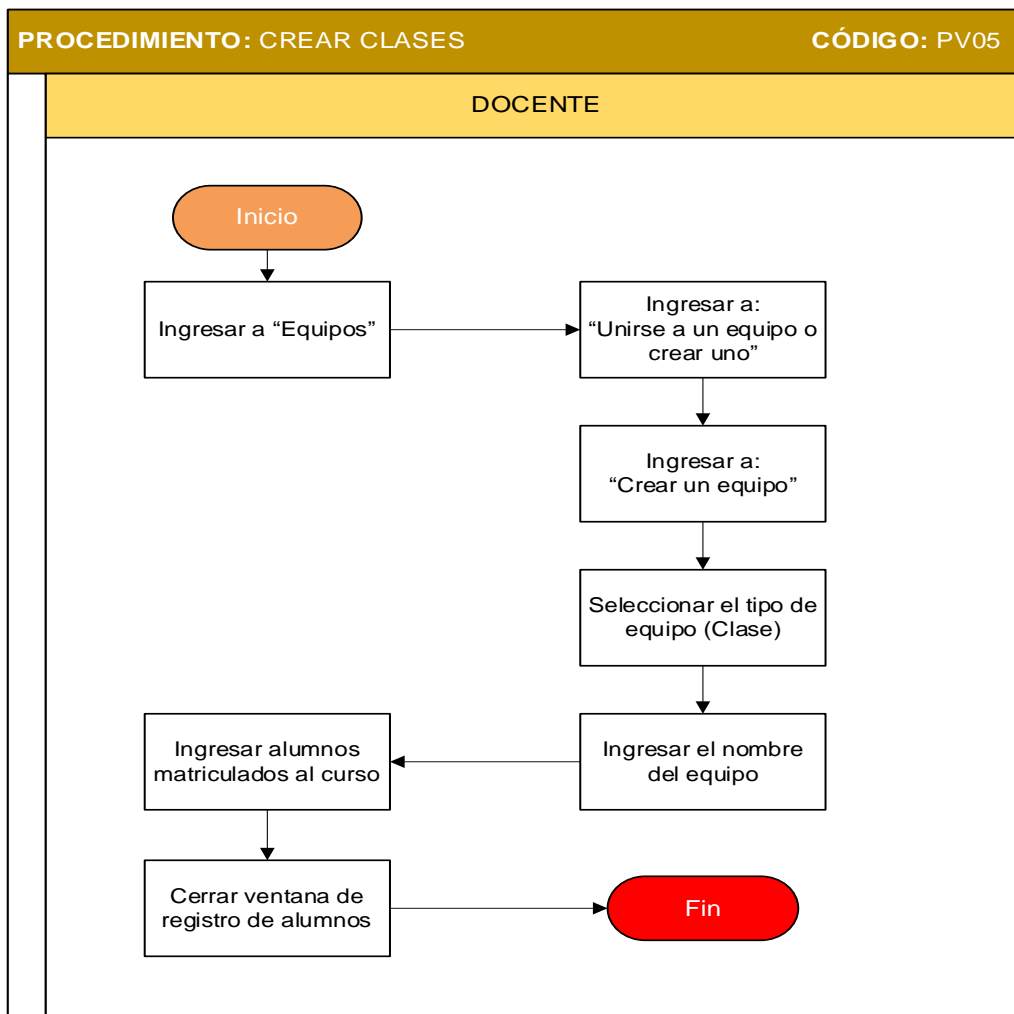 PROCEDIMIENTO: CREAR CLASES CÓDIGO: PV05
DOCENTE
Inicio
Ingresar a “Equipos”
Ingresar a:
“Unirse a un equipo o
crear uno”
Ingresar a:
“Crear un equipo”
Seleccionar el tipo de
equipo (Clase)
Ingresar el nombre
del equipo
Ingresar alumnos
matriculados al curso
Cerrar ventana de
registro de alumnos
Fin